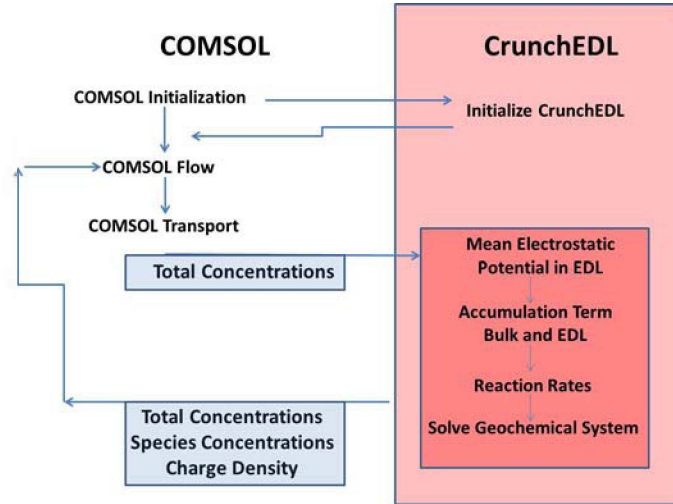 COMSOL
CrunchEDL
COMSOL Initialization
Initialize CrunchEDL
COMSOL Flow
COMSOL Transport
Total Concentrations
Mean Electrostatic
Potential in EDL
Accumulation Term
Bulk and EDL
Reaction Rates
Solve Geochemical System
Total Concentrations
Species Concentrations
Charge Density